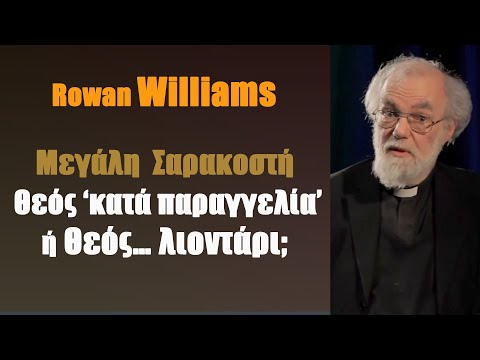 Rowan Williams
Μεγάλη Σαρακοστή
Θεός ‘κατά παραγγελία’
ή Θεός... λιοντάρι;